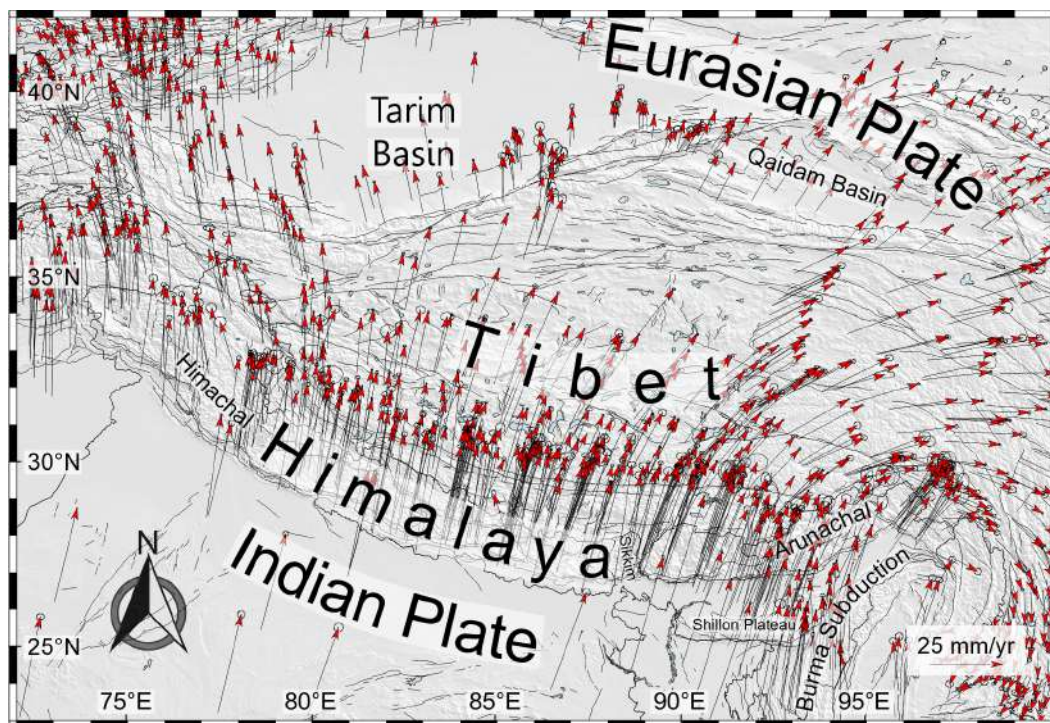 Eurasian Plate
40°N
Tarim
Basin
Qaidam Basin
35°N
Tibet
Himachal
Himalaya
30°N
N
Indian Plate
Sikkim
Arunachal
Burma Subduction
Shillon Plateau
25°N
25 mm/yr
75°E
80°E
85°E
90°E
95°E